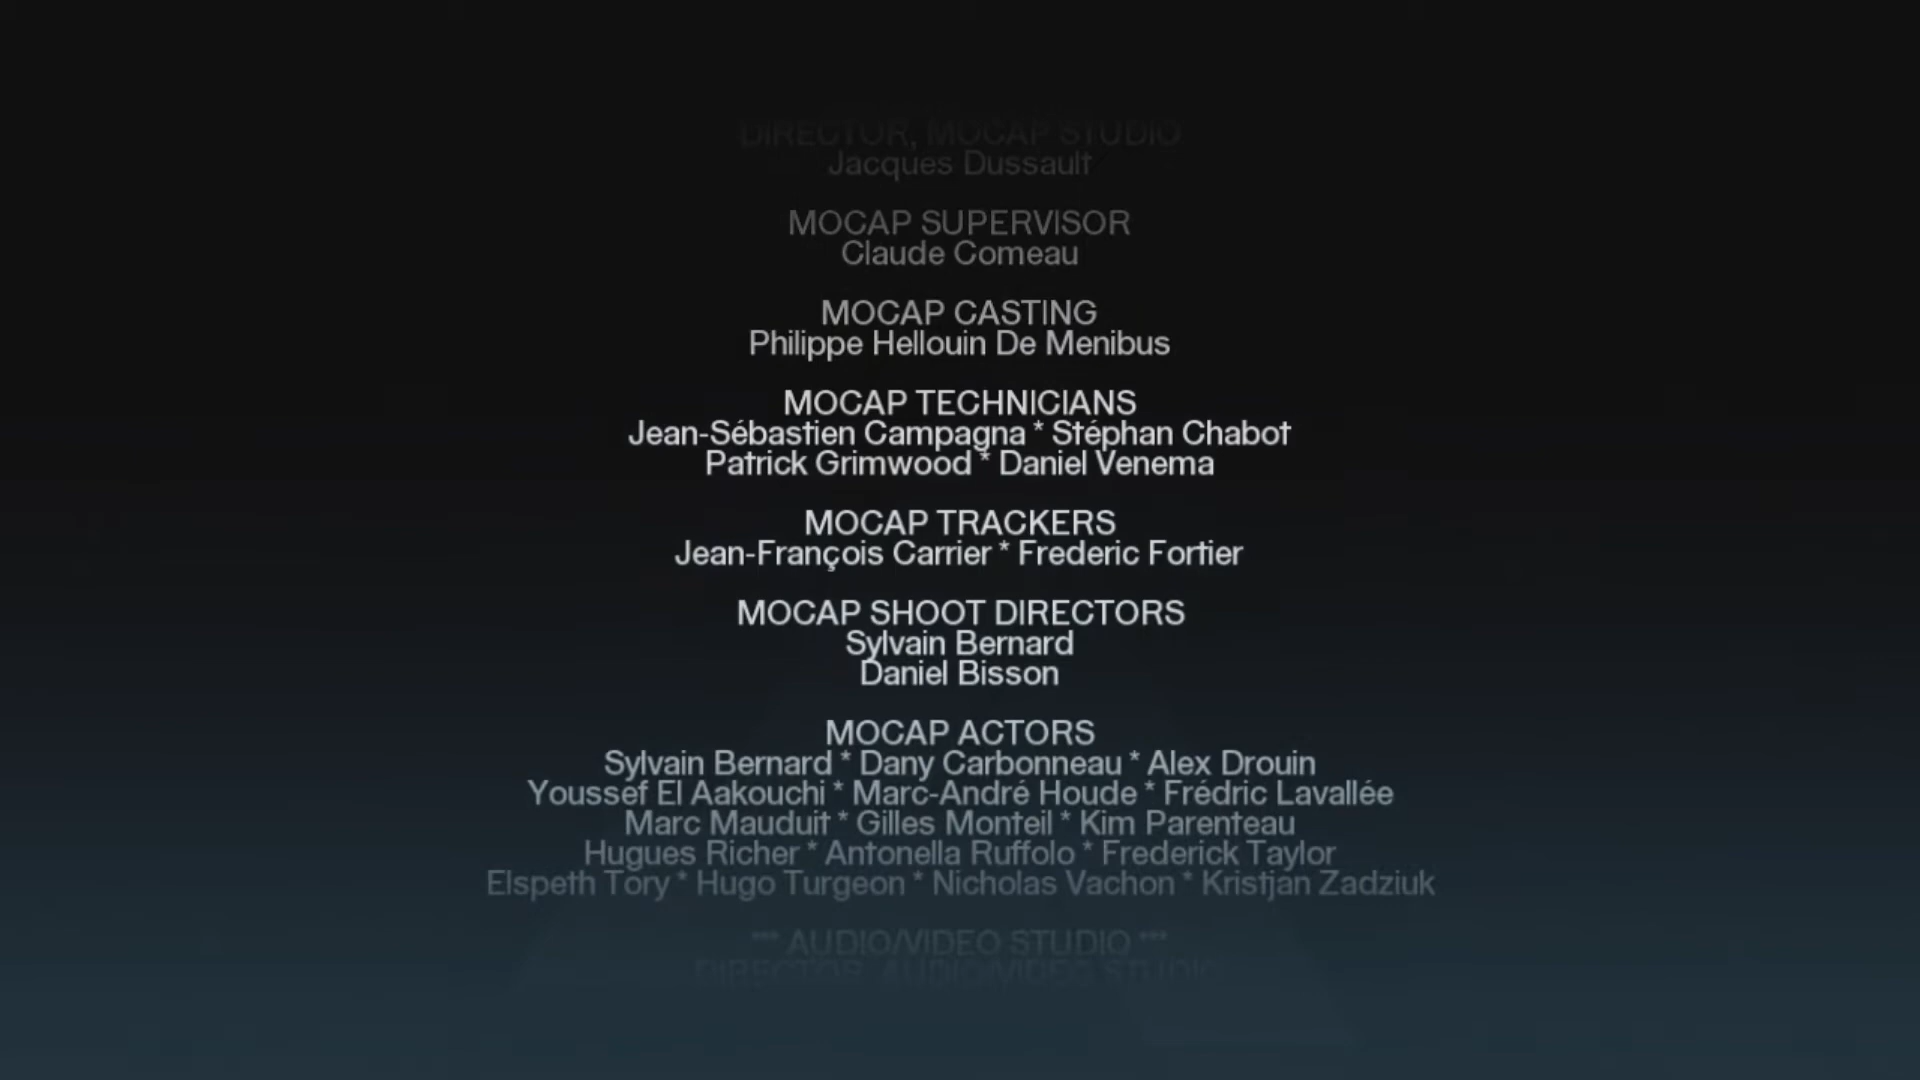 DIRECTOR, MOCAP STUDIO
Jacques Dussault
MOCAP SUPERVISOR
Claude Comeau
MOCAP CASTING
Philippe Hellouin De Menibus
MOCAP TECHNICIANS
Jean-Sébastien Campagna * Stéphan Chabot
Patrick Grimwood * Daniel Venema
MOCAP TRACKERS
Jean-François Carrier * Frederic Fortier
MOCAP SHOOT DIRECTORS
Sylvain Bernard
Daniel Bisson
MOCAP ACTORS
Sylvain Bernard * Dany Carbonneau * Alex Drouin
Youssef El Aakouchi * Marc-André Houde * Frédric Lavallée
Marc Mauduit * Gilles Monteil * Kim Parenteau
Hugues Richer * Antonella Ruffolo * Frederick Taylor
Elspeth Tory * Hugo Turgeon * Nicholas Vachon * Kristjan Zadziuk
*** AUDIO/VIDEO STUDIO ***
DIRECTOR, AUDIO/VIDEO STUDIO